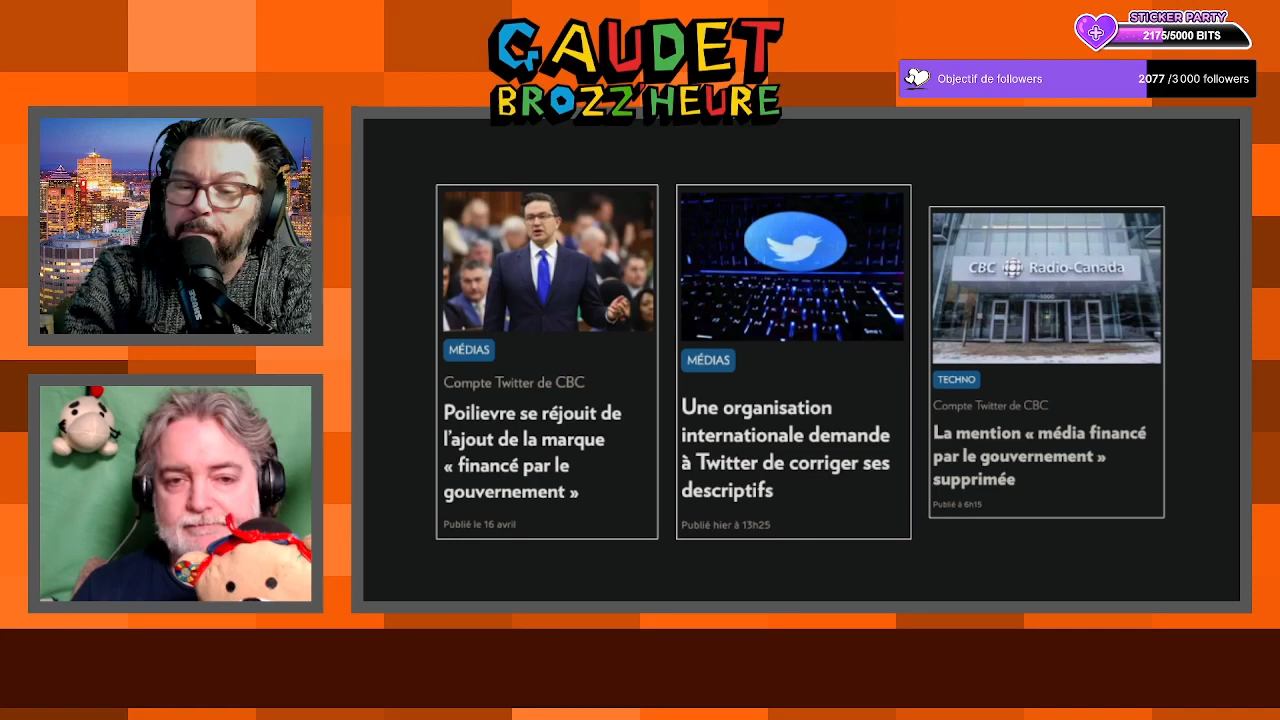 GAUDET
BROZZ'HEURE
STICKER PARTY
2175/5000 BITS
Objectif de followers
2077 /3 000 followers
MÉDIAS
Compte Twitter de CBC
Poilievre se réjouit de
l'ajout de la marque
« financé par le
gouvernement »
Publié le 16 avril
MÉDIAS
Une organisation
internationale demande
à Twitter de corriger ses
descriptifs
Publié hier à 13h25
CBC Radio-Canada
1000
TECHNO
Compte Twitter de CBC
La mention « média financé
par le gouvernement »
supprimée
Publié à 6h15